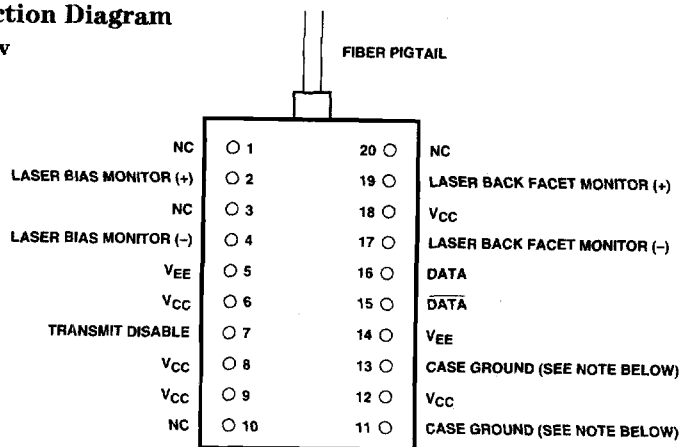 ction Diagram
v
FIBER PIGTAIL
NC 1 20 NC
LASER BIAS MONITOR (+) 2 19 LASER BACK FACET MONITOR (+)
NC 3 18 VCC
LASER BIAS MONITOR (–) 4 17 LASER BACK FACET MONITOR (–)
VEE 5 16 DATA
VCC 6 15 DATA
TRANSMIT DISABLE 7 14 VEE
VCC 8 13 CASE GROUND (SEE NOTE BELOW)
VCC 9 12 VCC
NC 10 11 CASE GROUND (SEE NOTE BELOW)